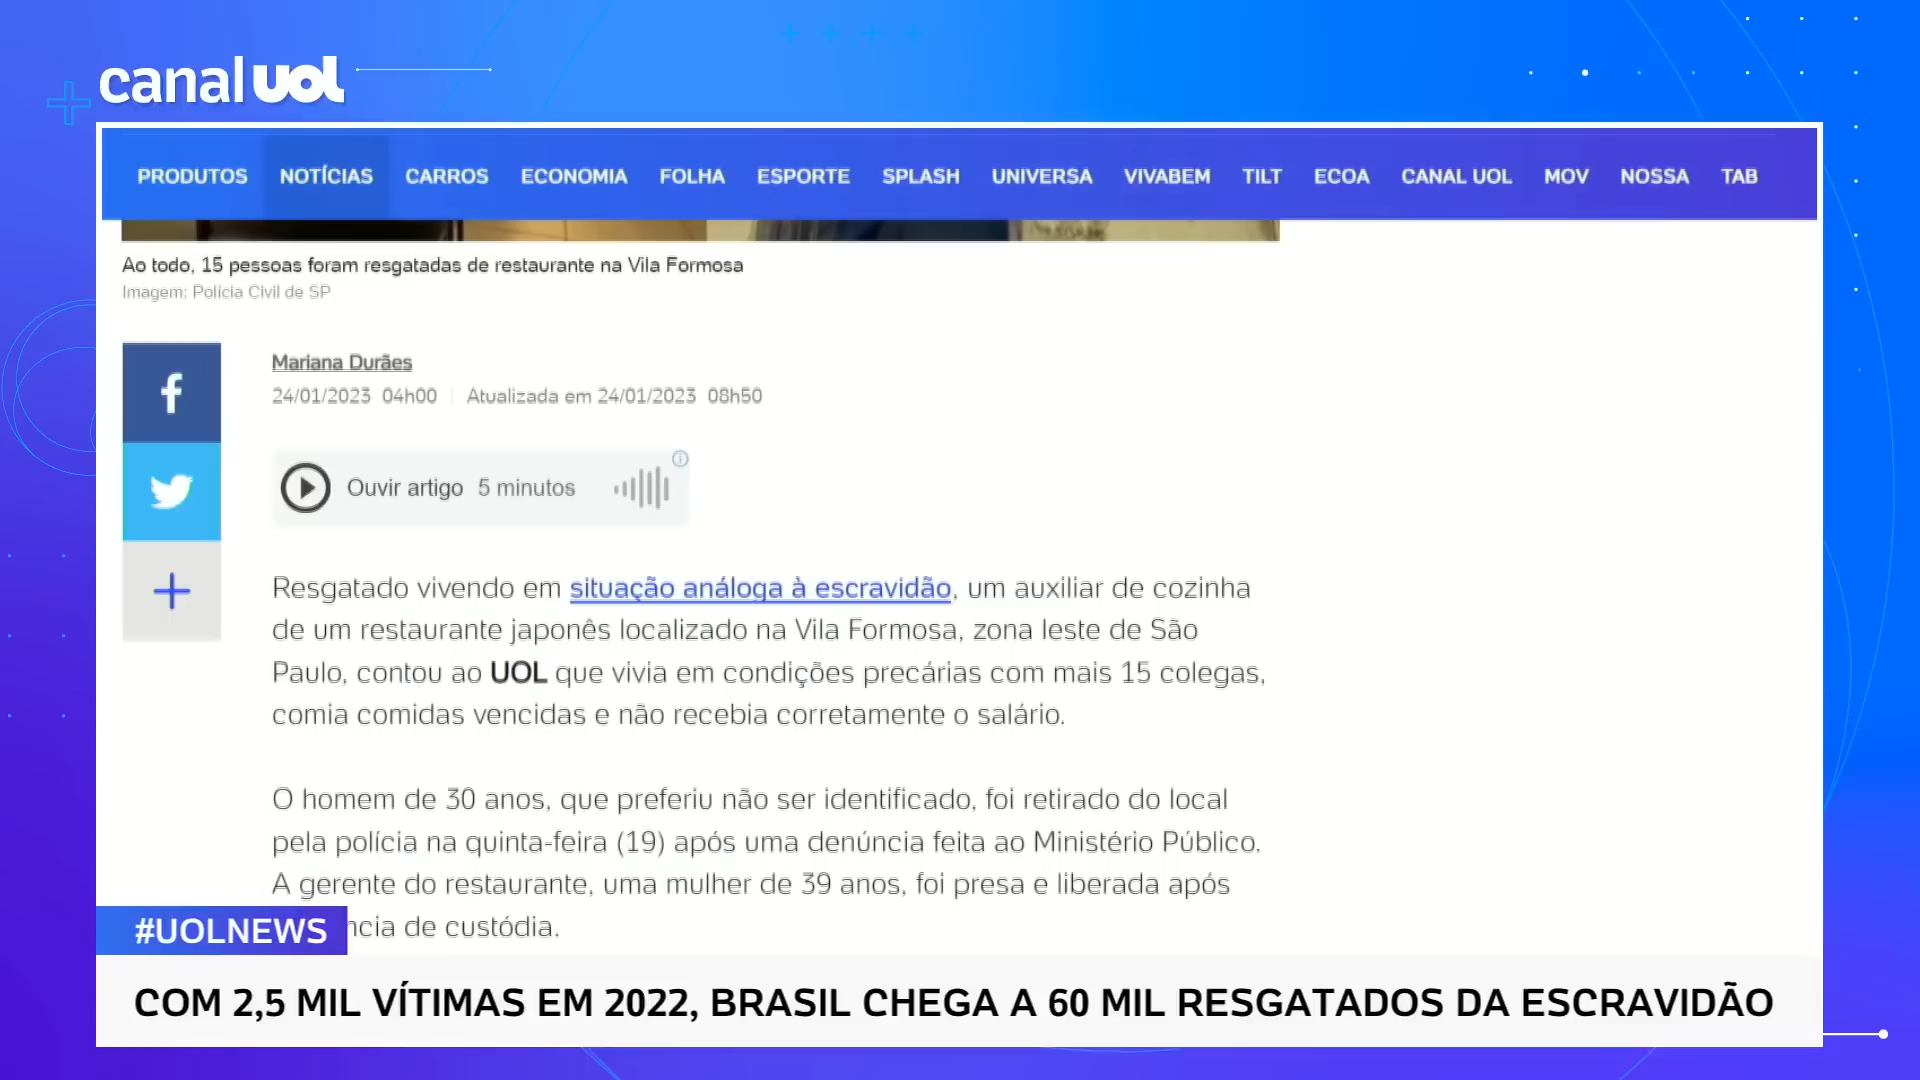 canal uol
PRODUTOS NOTÍCIAS CARROS ECONOMIA FOLHA ESPORTE SPLASH UNIVERSA VIVABEM TILT ECOA CANAL UOL MOV NOSSA TAB
Ao todo, 15 pessoas foram resgatadas de restaurante na Vila Formosa
Imagem: Polícia Civil de SP
Mariana Durães
24/01/2023 04h00 | Atualizada em 24/01/2023 08h50
Ouvir artigo 5 minutos
Resgatado vivendo em situação análoga à escravidão, um auxiliar de cozinha
de um restaurante japonês localizado na Vila Formosa, zona leste de São
Paulo, contou ao UOL que vivia em condições precárias com mais 15 colegas,
comia comidas vencidas e não recebia corretamente o salário.
O homem de 30 anos, que preferiu não ser identificado, foi retirado do local
pela polícia na quinta-feira (19) após uma denúncia feita ao Ministério Público.
A gerente do restaurante, uma mulher de 39 anos, foi presa e liberada após
ncia de custódia.
#UOLNEWS
COM 2,5 MIL VÍTIMAS EM 2022, BRASIL CHEGA A 60 MIL RESGATADOS DA ESCRAVIDÃO